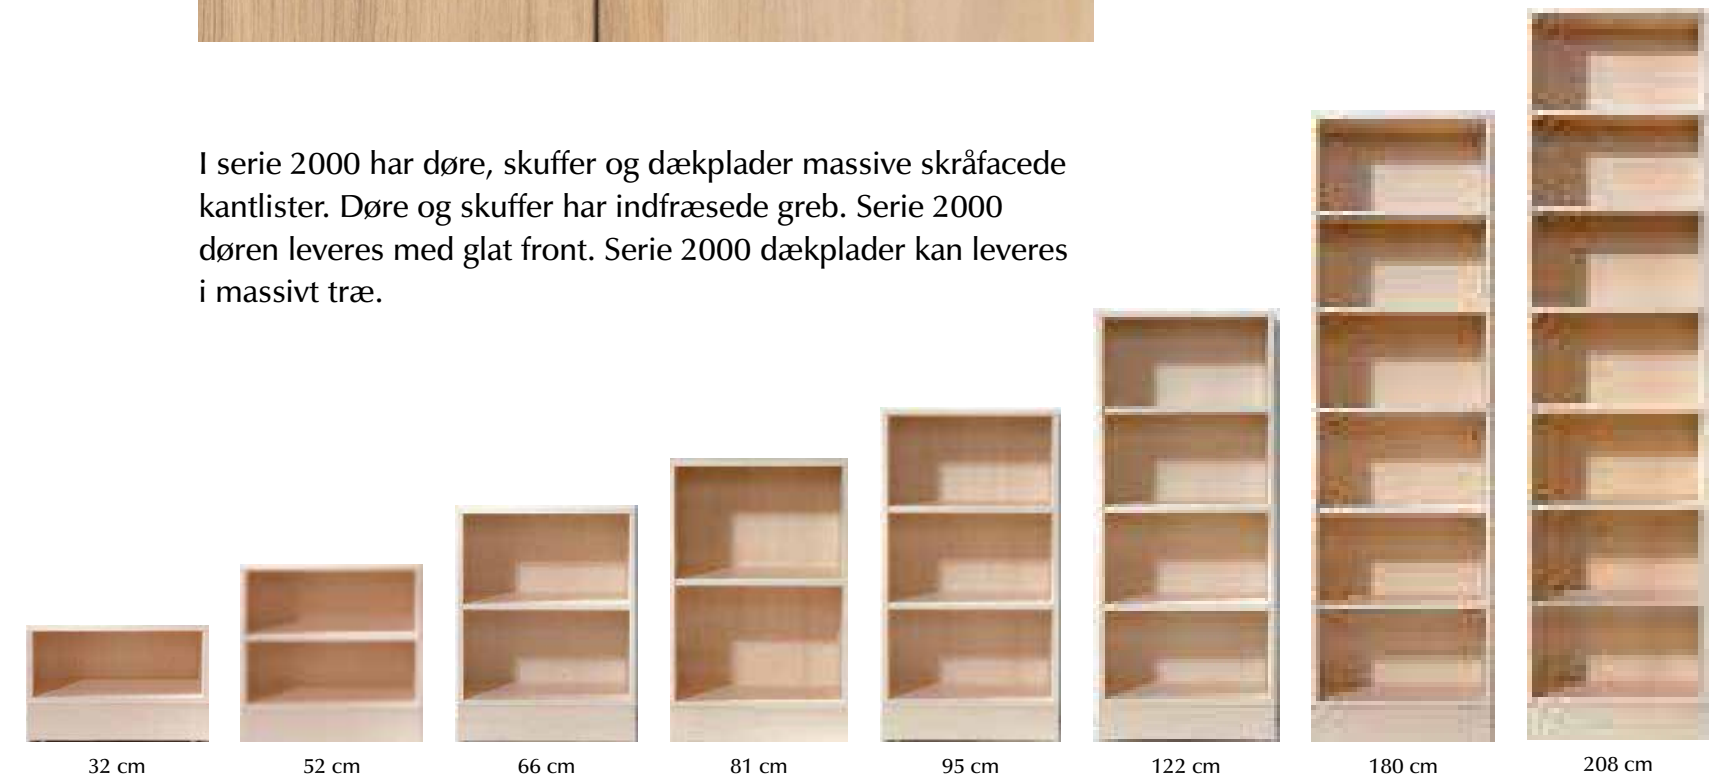 I serie 2000 har døre, skuffer og dækplader massive skråfacede
kantlister. Døre og skuffer har indfræsede greb. Serie 2000
døren leveres med glat front. Serie 2000 dækplader kan leveres
i massivt træ.
32 cm
52 cm
66 cm
81 cm
95 cm
122 cm
180 cm
208 cm